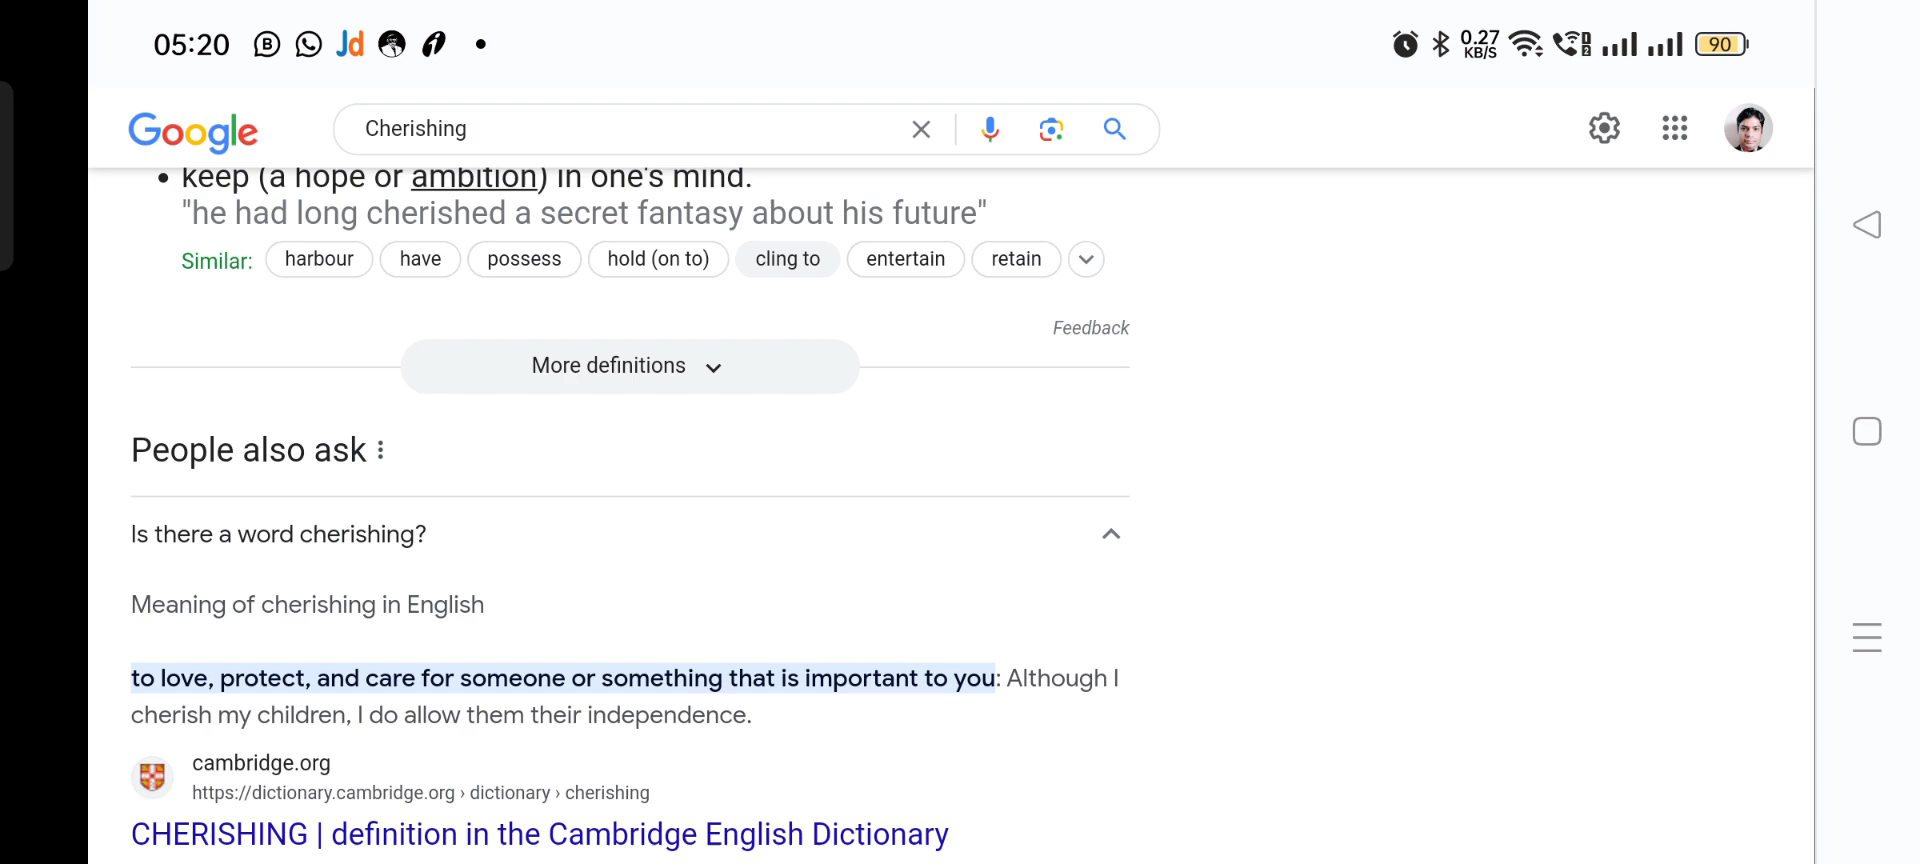 05:20
Jd
0.27 KB/S
90
Google
Cherishing
• keep (a hope or ambition) in one's mind.
"he had long cherished a secret fantasy about his future"
Similar: harbour have possess hold (on to) cling to entertain retain
Feedback
More definitions
People also ask
Is there a word cherishing?
Meaning of cherishing in English
to love, protect, and care for someone or something that is important to you: Although I
cherish my children, I do allow them their independence.
cambridge.org
https://dictionary.cambridge.org › dictionary › cherishing
CHERISHING | definition in the Cambridge English Dictionary